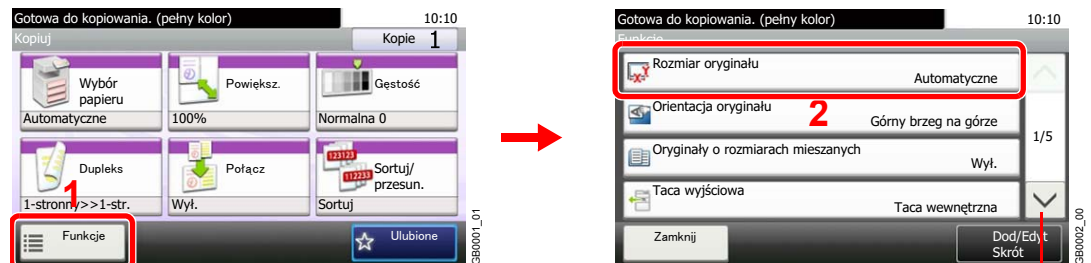 Gotowa do kopiowania. (pełny kolor) 10:10
Kopiuj Kopie 1
Wybór
papieru
Automatyczne
Powiększ.
100%
Gęstość
Normalna 0
Dupleks
1-stronny>>1-str.
Połącz
Wył.
123123
112233
Sortuj/
przesun.
Sortuj
1
Funkcje
Ulubione
GB0001_01
Gotowa do kopiowania. (pełny kolor) 10:10
Funkcje
Rozmiar oryginału
Automatyczne
2
Orientacja oryginału
Górny brzeg na górze
1/5
Oryginały o rozmiarach mieszanych
Wył.
Taca wyjściowa
Taca wewnętrzna
Zamknij
Dod/Edyt
Skrót
GB0002_00